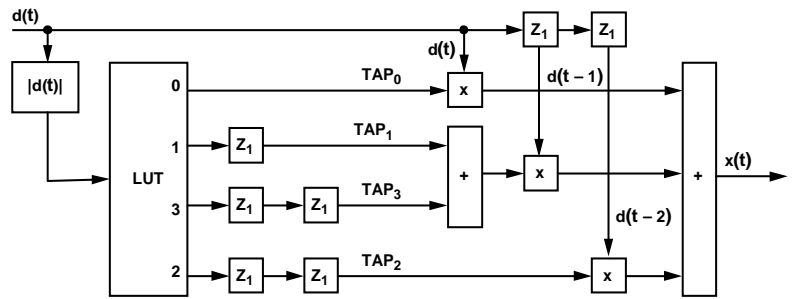 d(t)
Z1
Z1
d(t)
|d(t)|
0
TAP0
x
d(t – 1)
1
Z1
TAP1
x(t)
LUT
+
x
+
3
Z1
Z1
TAP3
d(t – 2)
2
Z1
Z1
TAP2
x